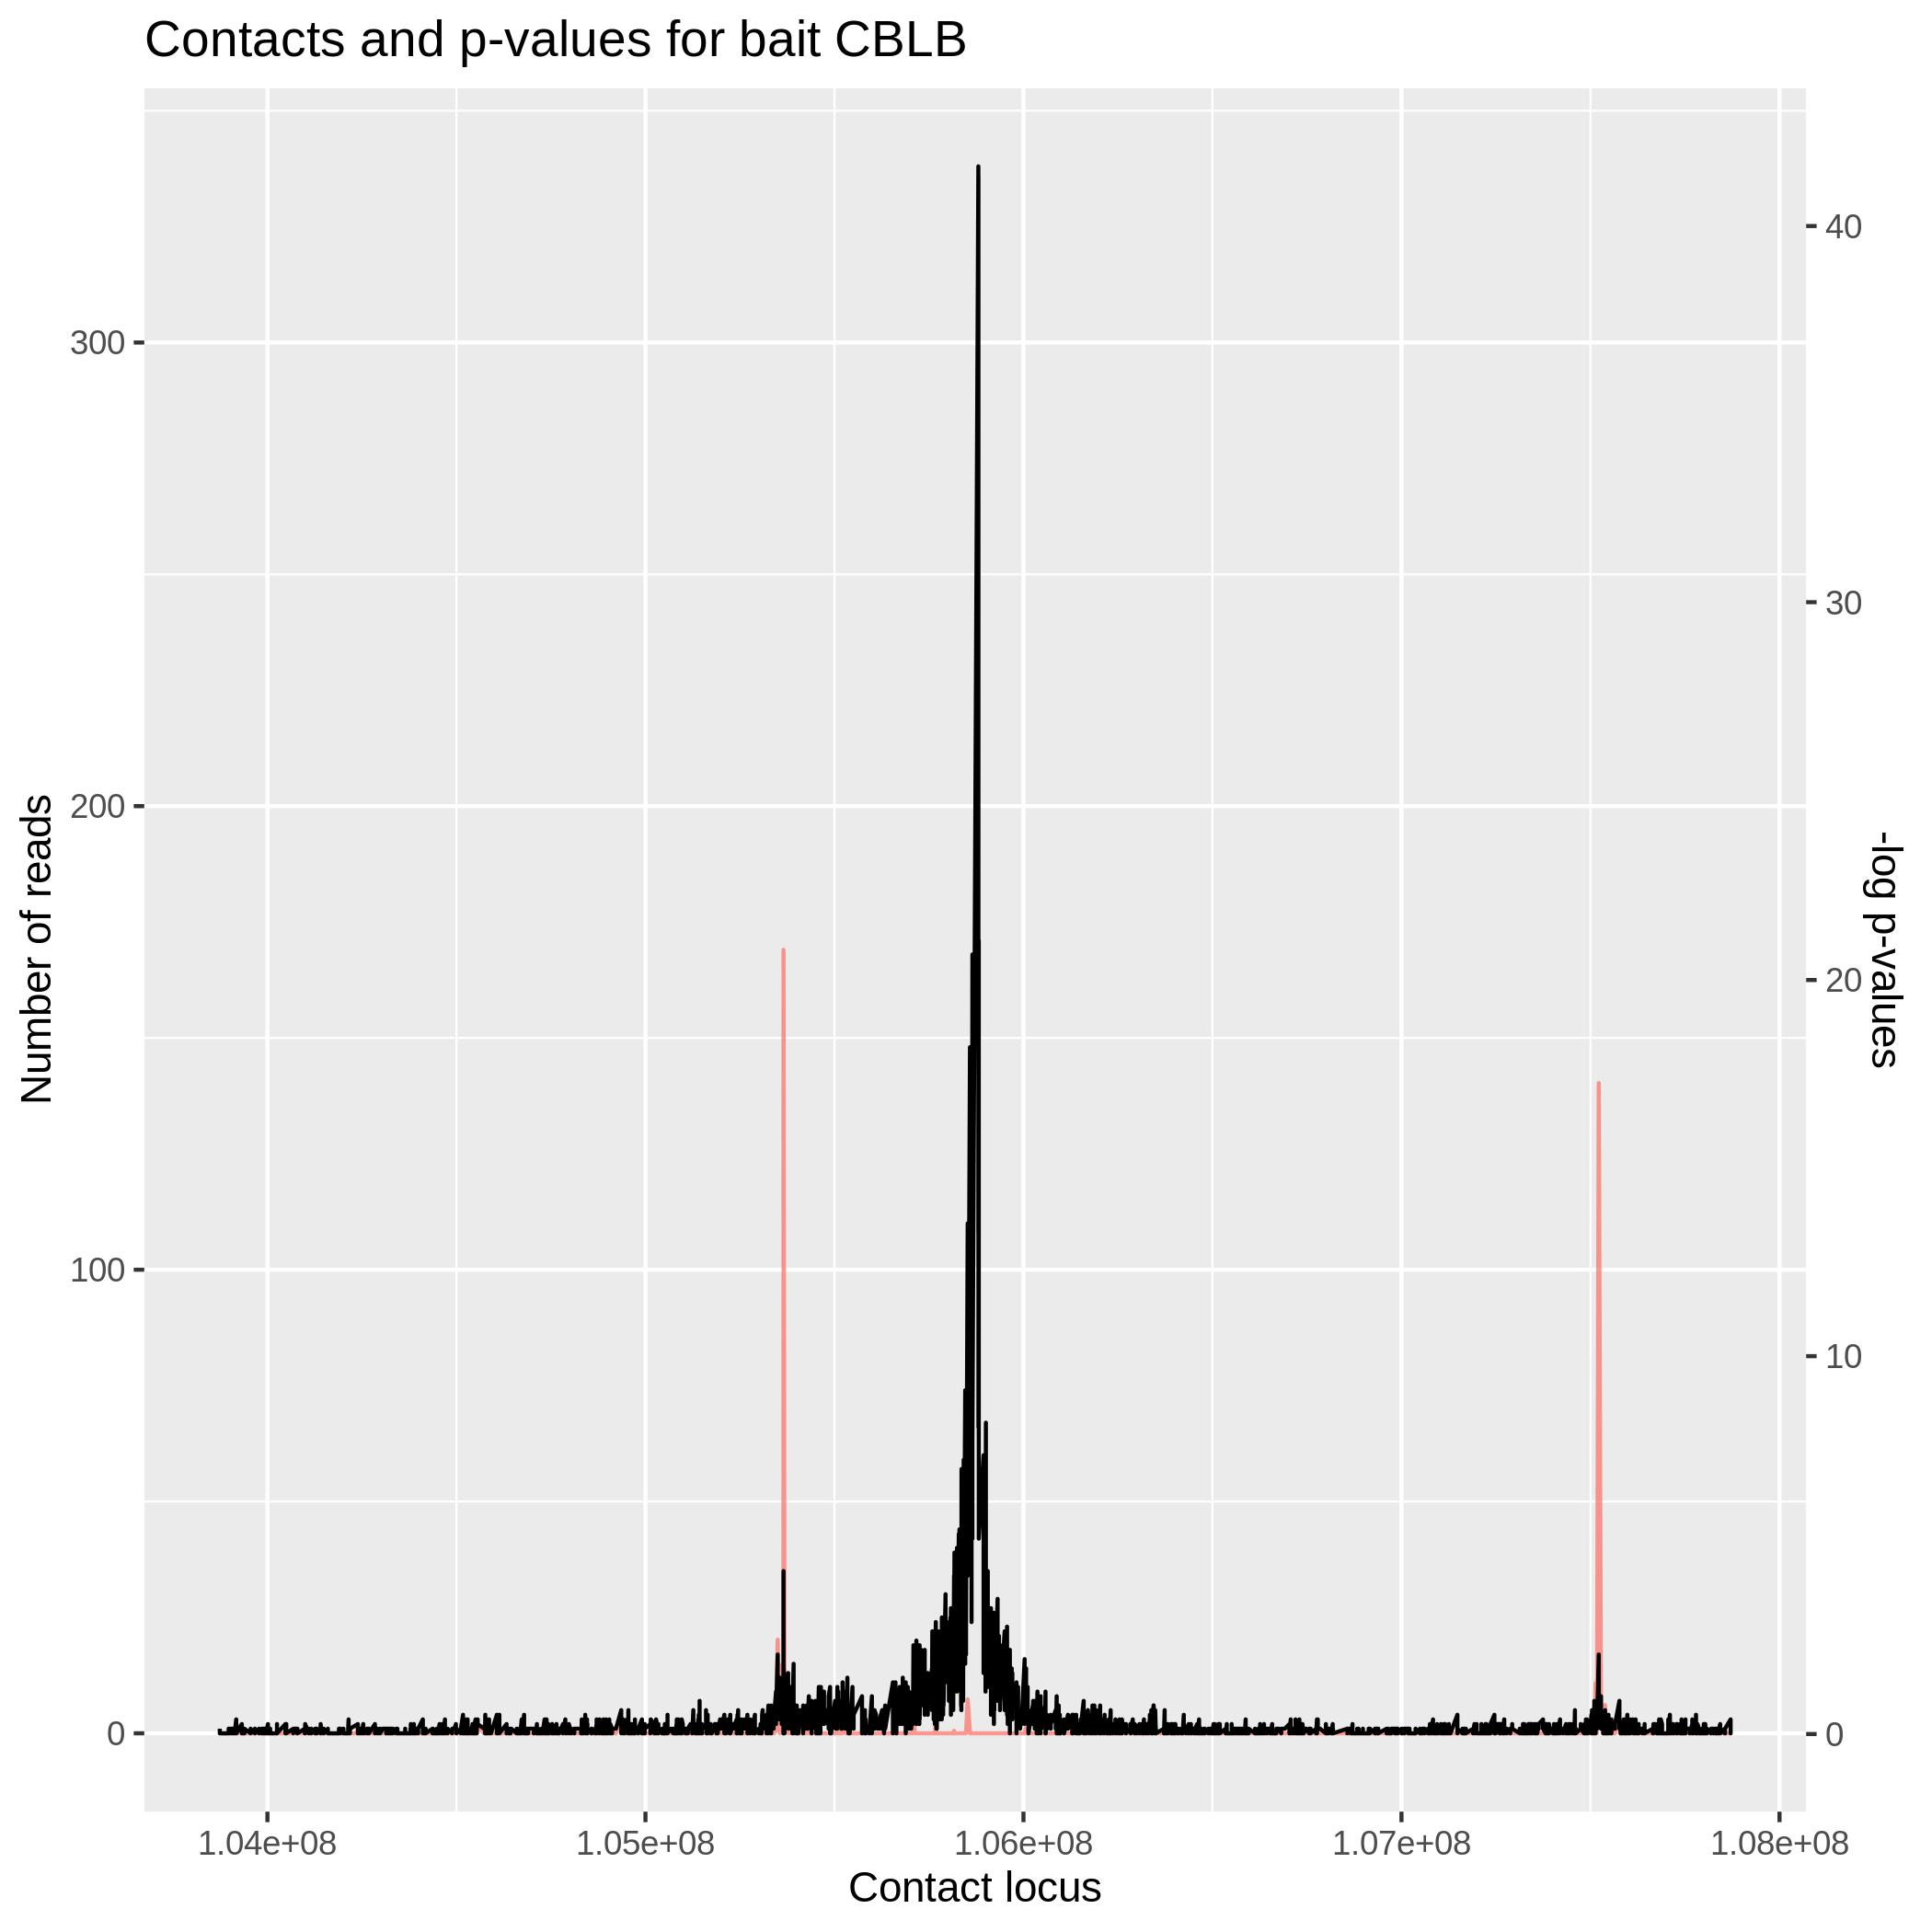 Contacts and p-values for bait CBLB
Number of reads
300
200
100
0
40
30
20
10
0
-log p-values
1.04e+08
1.05e+08
1.06e+08
1.07e+08
1.08e+08
Contact locus